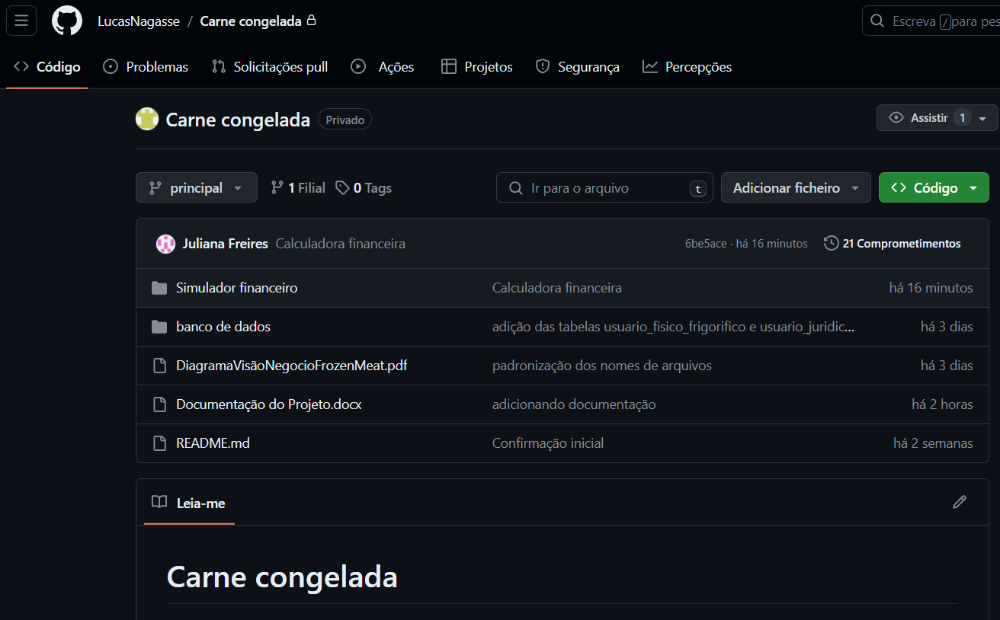 LucasNagasse / Carne congelada
Escreva / para pes
Código Problemas Solicitações pull Ações Projetos Segurança Percepções
Carne congelada Privado
Assistir 1
principal 1 Filial 0 Tags
Ir para o arquivo t
Adicionar ficheiro
Código
Juliana Freires Calculadora financeira 6be5ace · há 16 minutos 21 Comprometimentos
Simulador financeiro Calculadora financeira há 16 minutos
banco de dados adição das tabelas usuario_fisico_frigorifico e usuario_juridic... há 3 dias
DiagramaVisãoNegocioFrozenMeat.pdf padronização dos nomes de arquivos há 3 dias
Documentação do Projeto.docx adicionando documentação há 2 horas
README.md Confirmação inicial há 2 semanas
Leia-me
Carne congelada